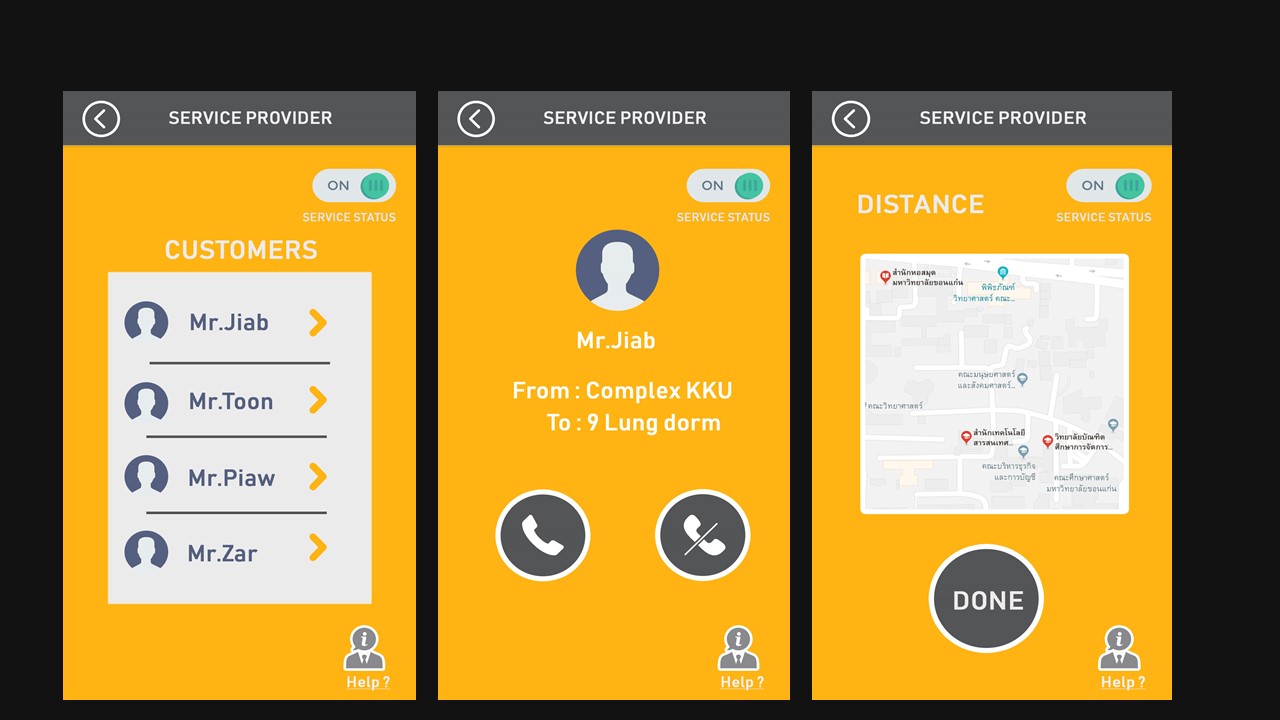 SERVICE PROVIDER
ON
SERVICE STATUS
CUSTOMERS
Mr.Jiab
Mr.Toon
Mr.Piaw
Mr.Zar
Help ?
SERVICE PROVIDER
ON
SERVICE STATUS
Mr.Jiab
From : Complex KKU
To : 9 Lung dorm
Help ?
SERVICE PROVIDER
ON
SERVICE STATUS
DISTANCE
สำนักหอสมุด
มหาวิทยาลัยขอนแก่น
พิพิธภัณฑ์
วิทยาศาสตร์ คณะ...
คณะมนุษยศาสตร์
และสังคมศาสตร์...
คณะวิทยาศาสตร์
สำนักเทคโนโลยี
สารสนเทศ...
วิทยาลัยบัณฑิต
ศึกษาการจัดการ...
คณะบริหารธุรกิจ
และการบัญชี
คณะศึกษาศาสตร์
มหาวิทยาลัยขอนแก่น
DONE
Help ?